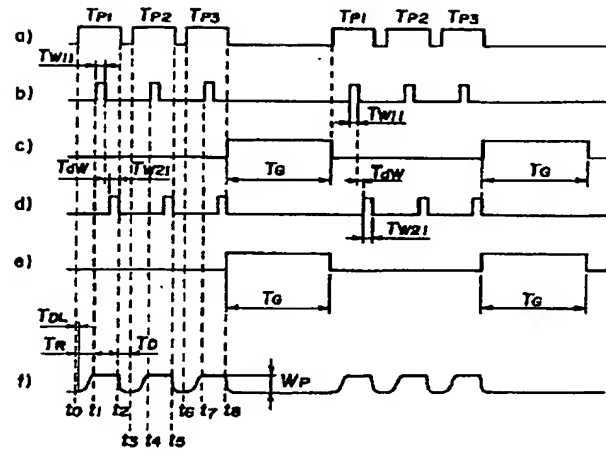 TP1 TP2 TP3 TP1 TP2 TP3
a)
TW11
b)
TW11
c)
TG TG
TdW TW21 TdW
d)
TW21
e)
TG TG
TDL
TR TD
f)
WP
t0 t1 t2 t6 t7 t8
t3 t4 t5